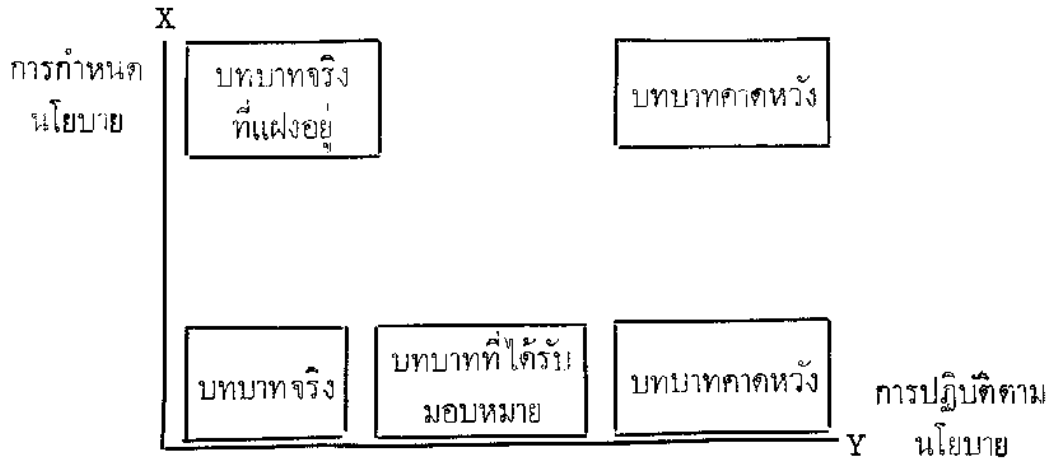 X
การกำหนด
นโยบาย
บทบาทจริง
ที่แฝงอยู่
บทบาทคาดหวัง
บทบาทจริง
บทบาทที่ได้รับ
มอบหมาย
บทบาทคาดหวัง
Y
การปฏิบัติตาม
นโยบาย